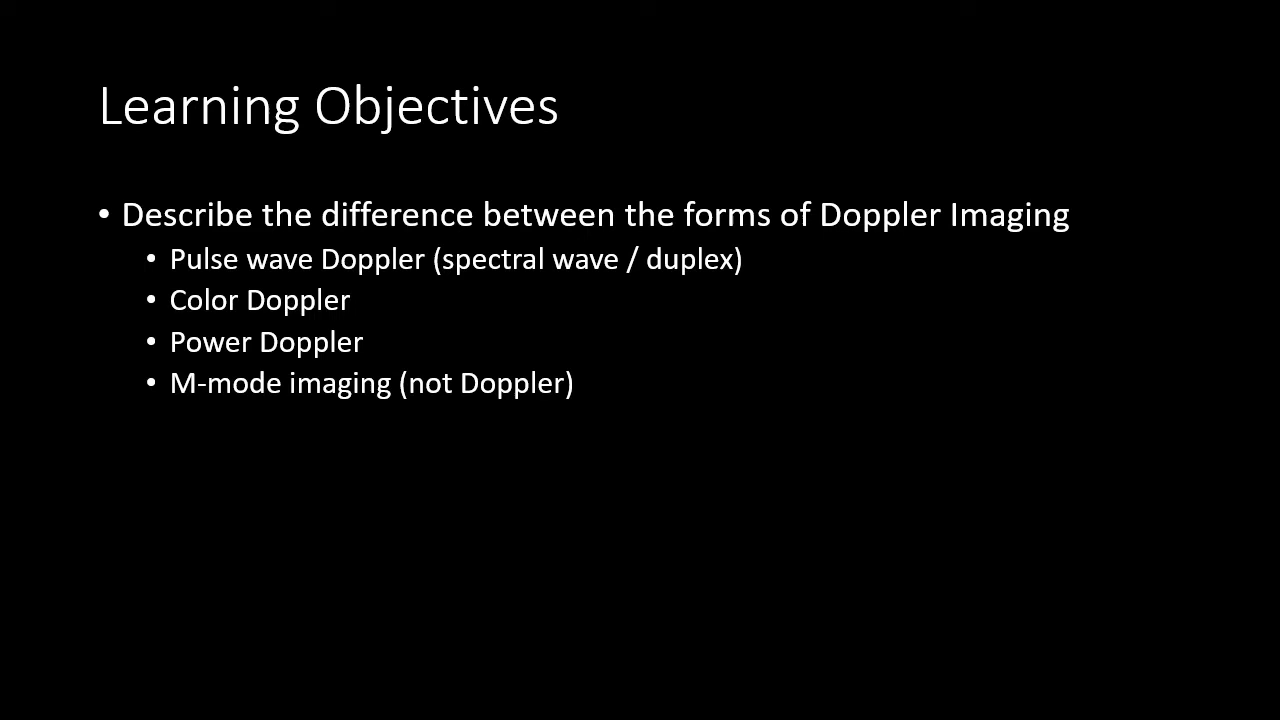 Learning Objectives
• Describe the difference between the forms of Doppler Imaging
• Pulse wave Doppler (spectral wave / duplex)
• Color Doppler
• Power Doppler
• M-mode imaging (not Doppler)